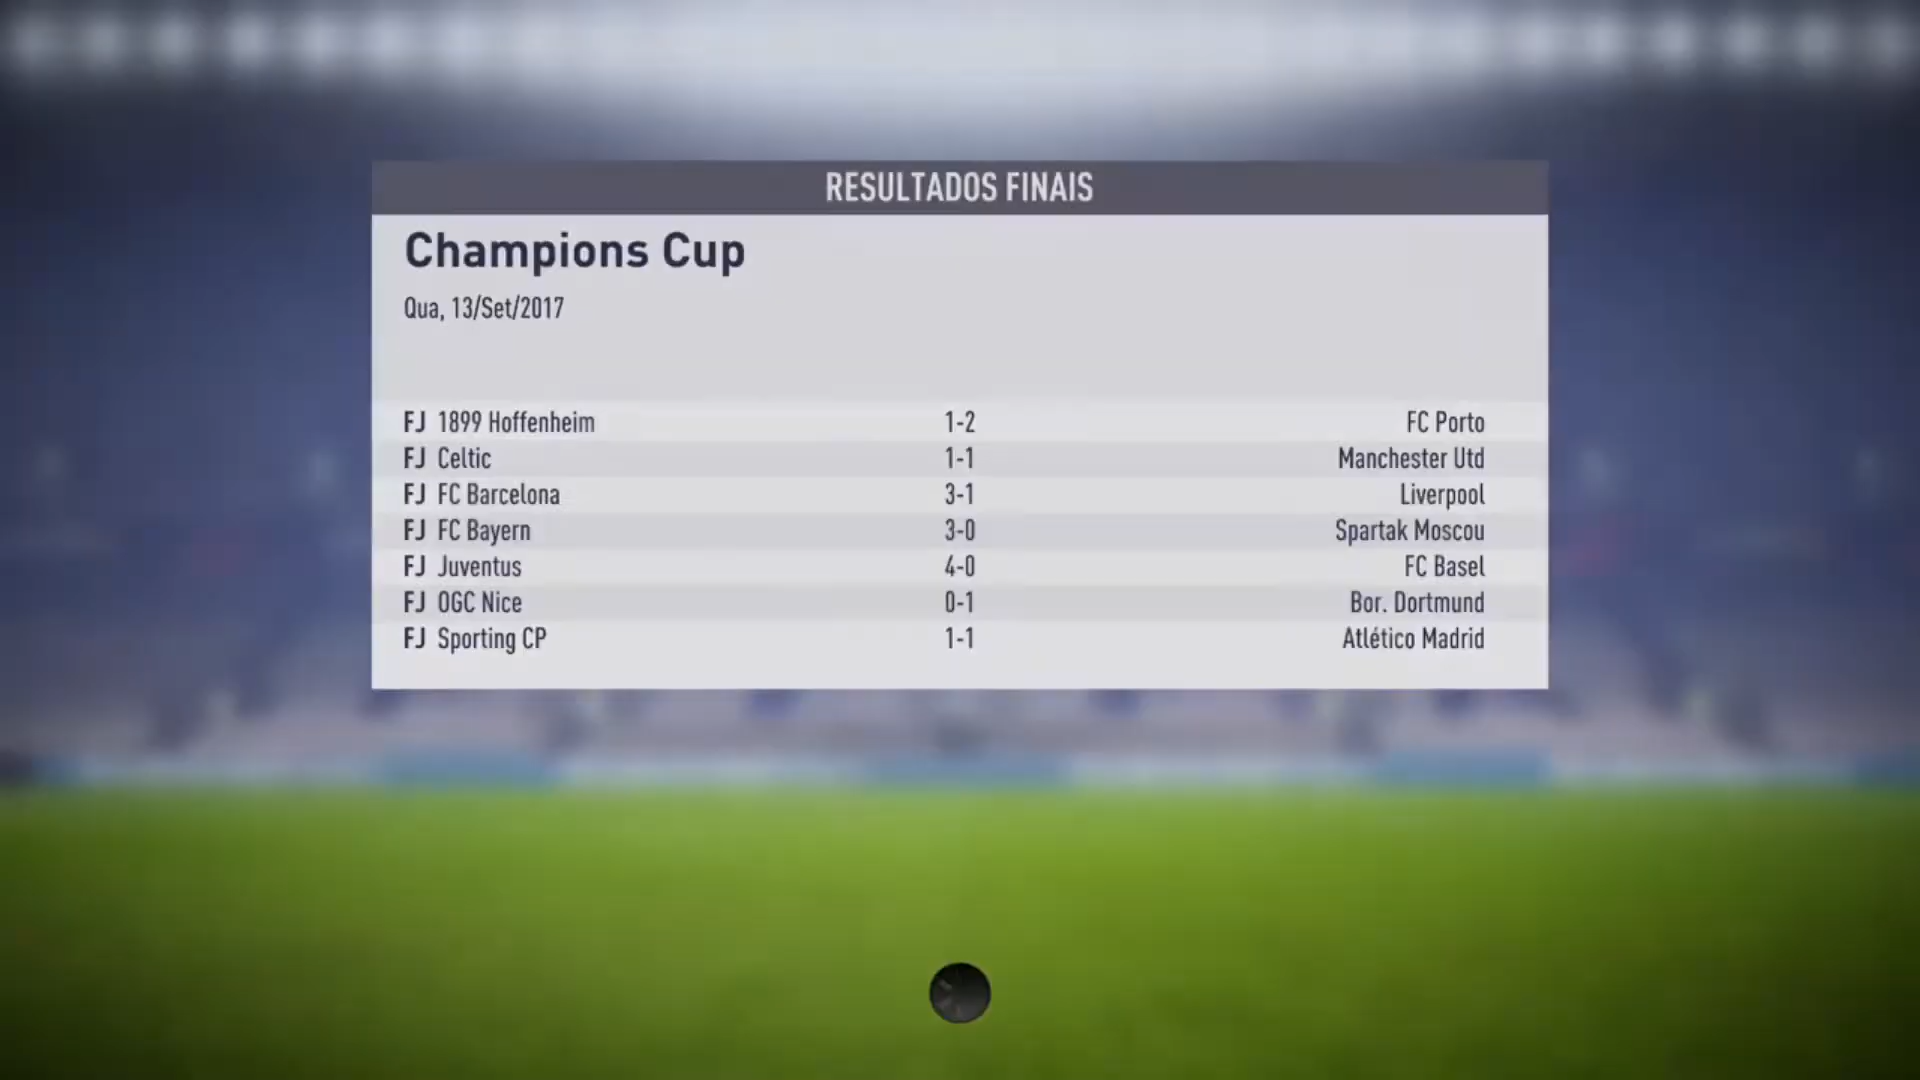 RESULTADOS FINAIS
Champions Cup
Qua, 13/Set/2017
FJ 1899 Hoffenheim 1-2 FC Porto
FJ Celtic 1-1 Manchester Utd
FJ FC Barcelona 3-1 Liverpool
FJ FC Bayern 3-0 Spartak Moscou
FJ Juventus 4-0 FC Basel
FJ OGC Nice 0-1 Bor. Dortmund
FJ Sporting CP 1-1 Atlético Madrid